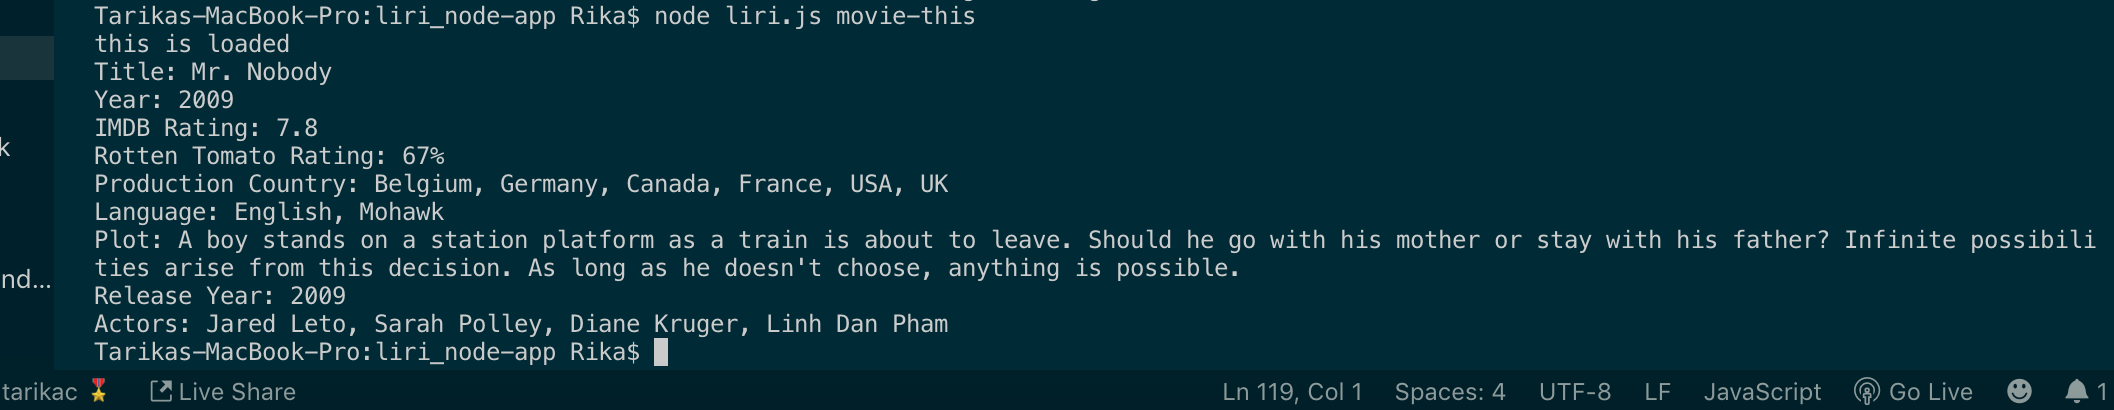 Tarikas-MacBook-Pro:liri_node-app Rika$ node liri.js movie-this
this is loaded
Title: Mr. Nobody
Year: 2009
IMDB Rating: 7.8
k
Rotten Tomato Rating: 67%
Production Country: Belgium, Germany, Canada, France, USA, UK
Language: English, Mohawk
Plot: A boy stands on a station platform as a train is about to leave. Should he go with his mother or stay with his father? Infinite possibili
ties arise from this decision. As long as he doesn't choose, anything is possible.
nd...
Release Year: 2009
Actors: Jared Leto, Sarah Polley, Diane Kruger, Linh Dan Pham
Tarikas-MacBook-Pro:liri_node-app Rika$
tarikac Live Share Ln 119, Col 1 Spaces: 4 UTF-8 LF JavaScript Go Live 1